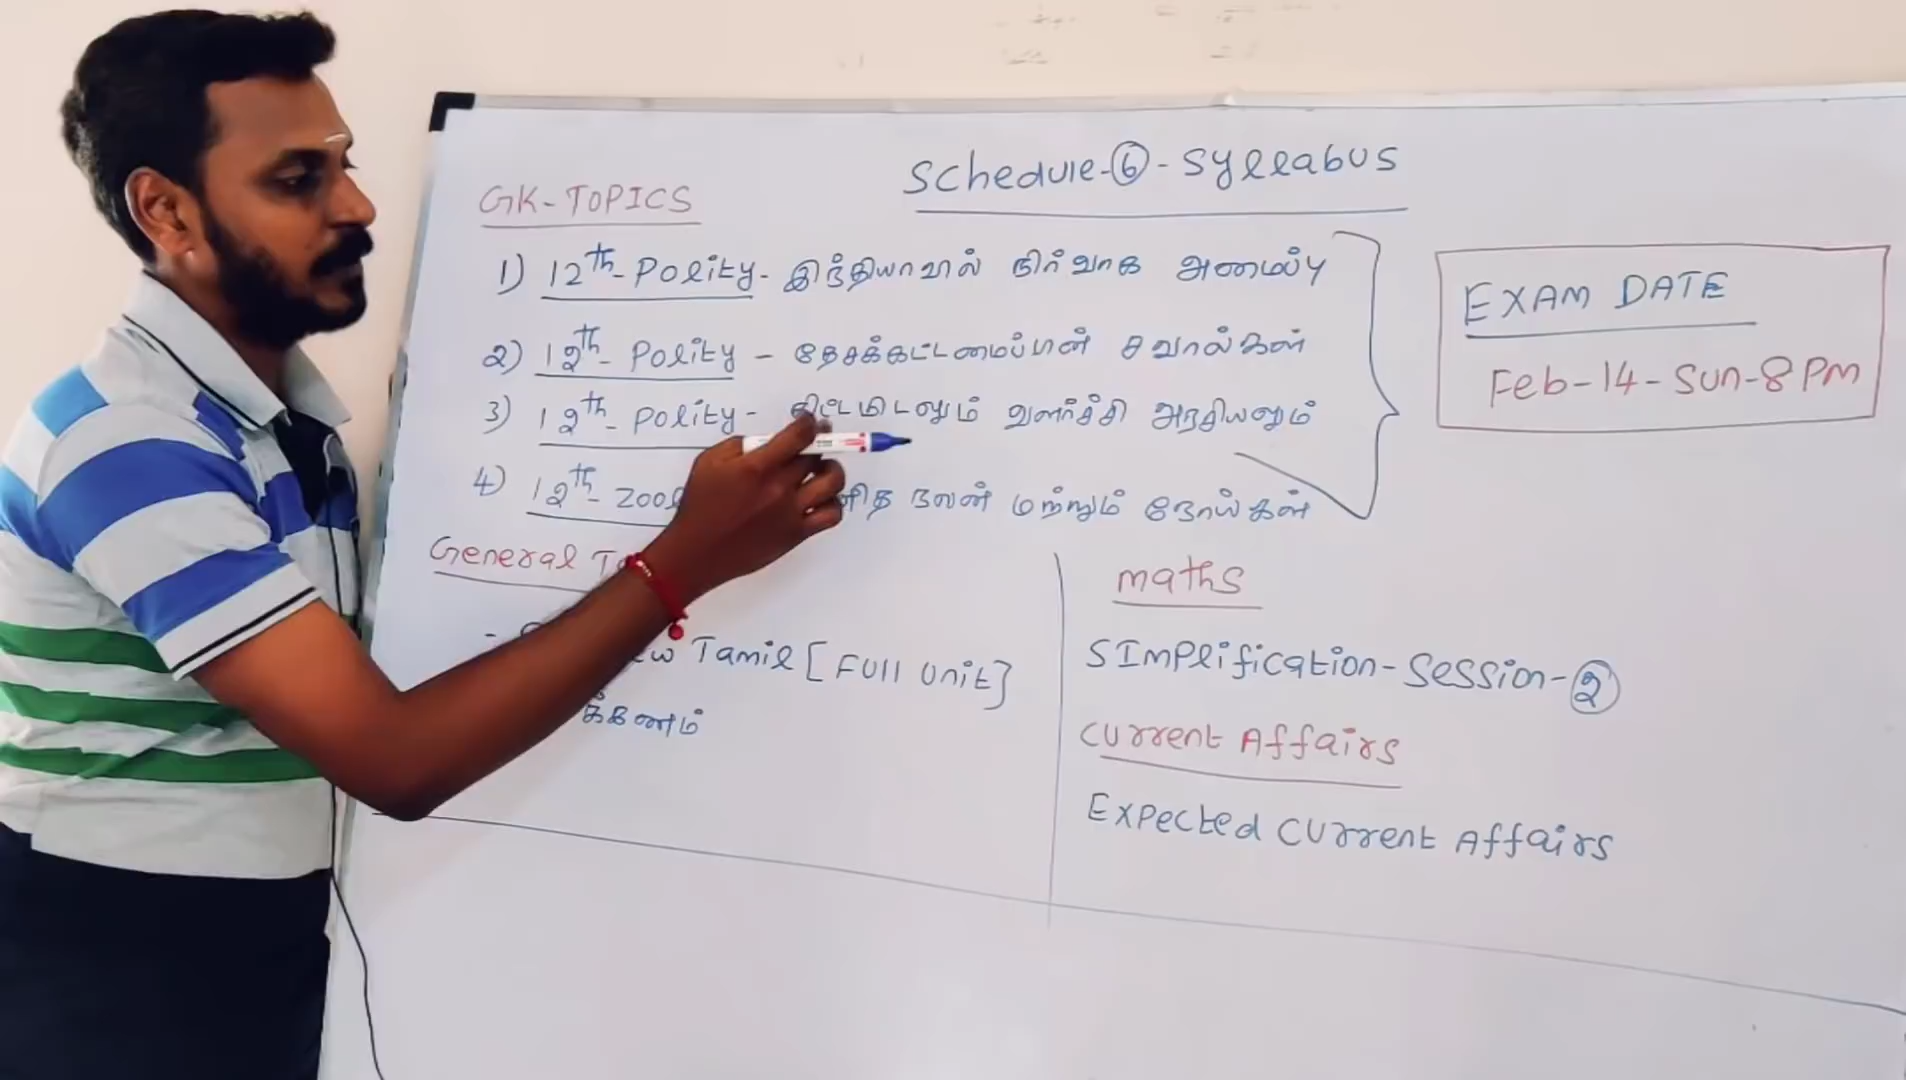 Schedule-6-Syllabus
GK-TOPICS
1) 12th-Polity- இந்தியாவில் நிர்வாக அமைப்பு
2) 12th- Polity - தேசக்கட்டமைப்பின் சவால்கள்
3) 12th- Polity- திட்டமிடலும் வளர்ச்சி அரசியலும்
4) 12th- நலன் மற்றும் நோய்கள்
EXAM DATE
Feb-14-Sun-8PM
General
Tamil [Full Unit]
maths
SImplification-Session-2
Current Affairs
Expected Current Affairs